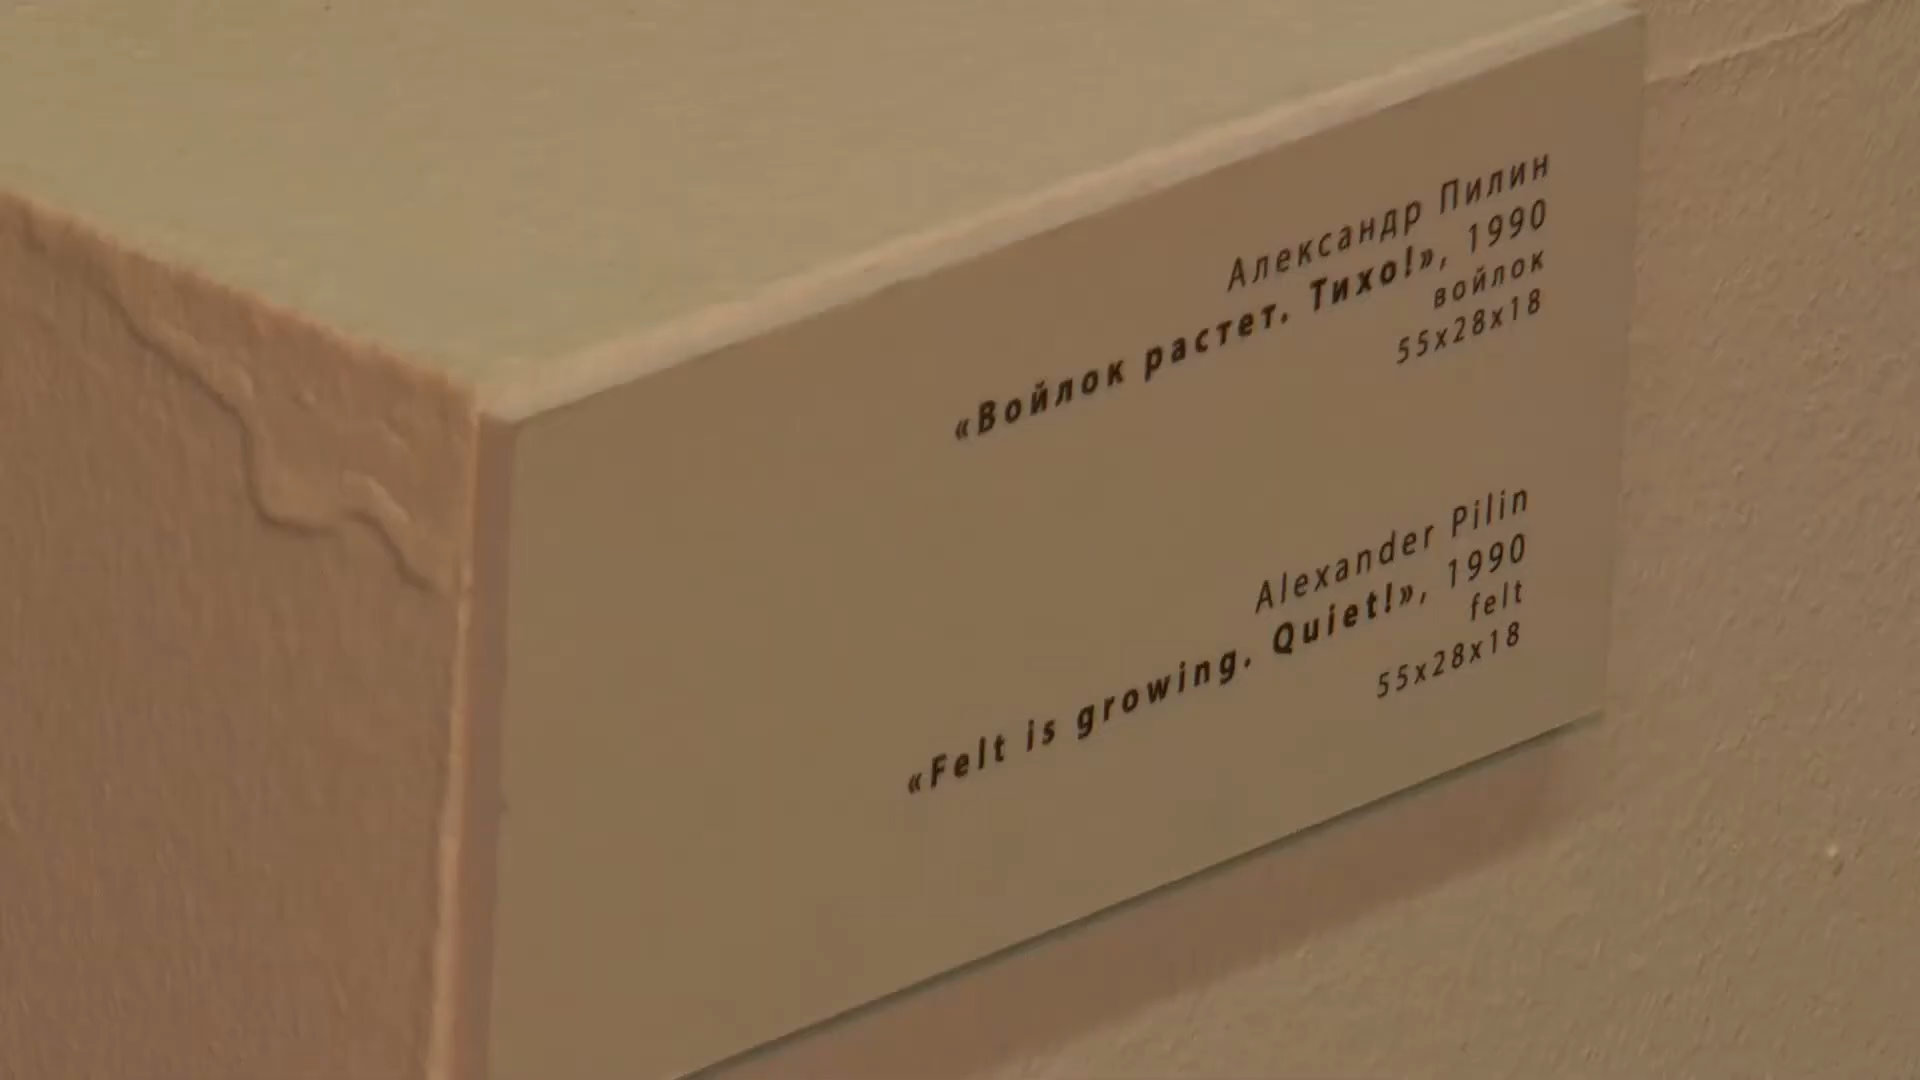 Александр Пилин
«Войлок растет. Тихо!», 1990
войлок
55x28x18
Alexander Pilin
«Felt is growing. Quiet!», 1990
felt
55x28x18